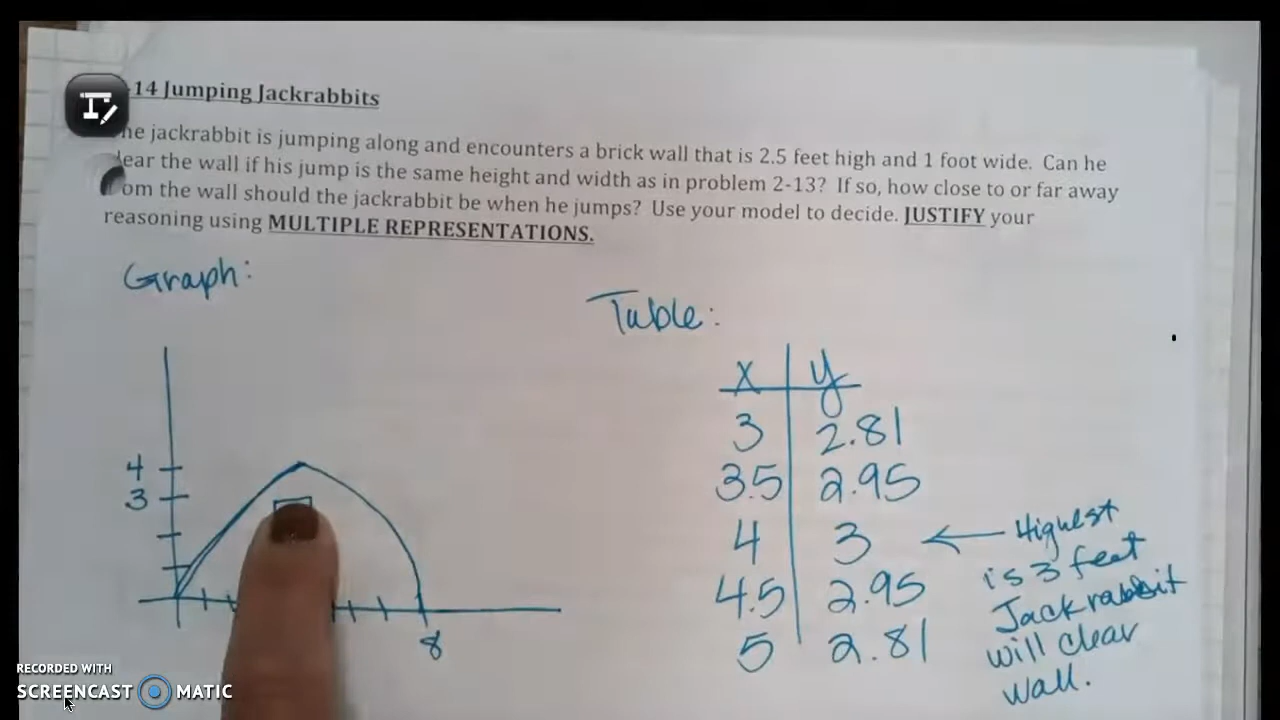 14 Jumping Jackrabbits
he jackrabbit is jumping along and encounters a brick wall that is 2.5 feet high and 1 foot wide. Can he
lear the wall if his jump is the same height and width as in problem 2-13? If so, how close to or far away
om the wall should the jackrabbit be when he jumps? Use your model to decide. JUSTIFY your
reasoning using MULTIPLE REPRESENTATIONS.
Graph:
4
3
8
Table:
x y
3 2.81
3.5 2.95
4 3
4.5 2.95
5 2.81
Highest
is 3 feet
Jackrabbit
will clear
wall.
RECORDED WITH
SCREENCAST MATIC